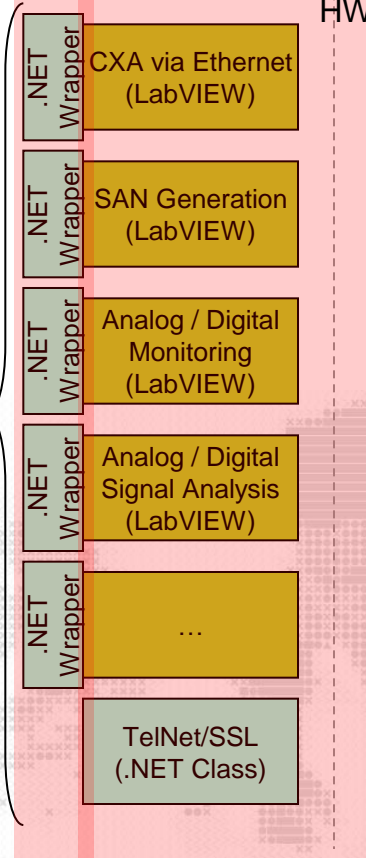 HW
.NET
Wrapper
CXA via Ethernet
(LabVIEW)
.NET
Wrapper
SAN Generation
(LabVIEW)
.NET
Wrapper
Analog / Digital
Monitoring
(LabVIEW)
.NET
Wrapper
Analog / Digital
Signal Analysis
(LabVIEW)
.NET
Wrapper
...
TelNet/SSL
(.NET Class)